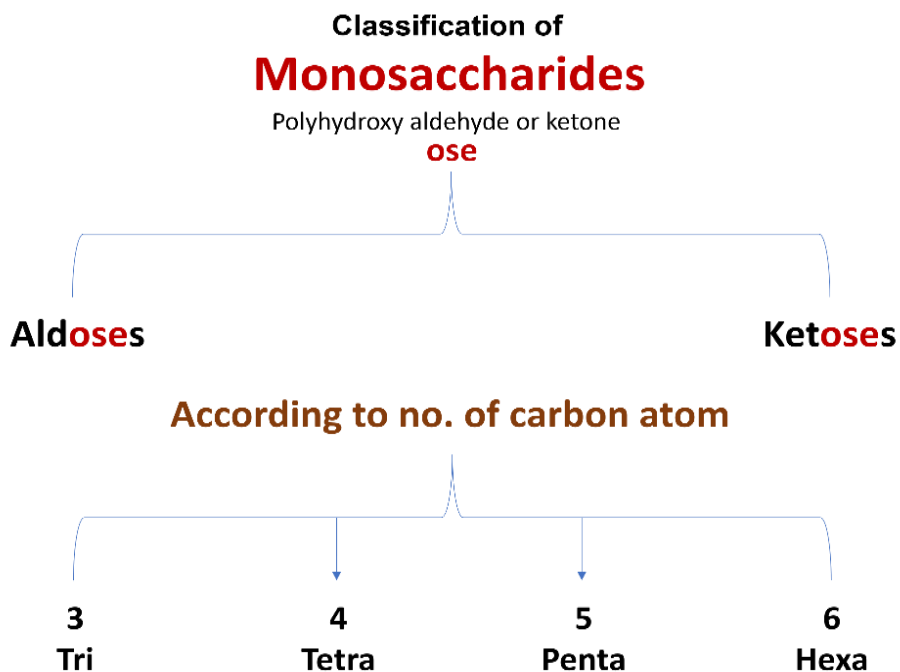 Classification of
Monosaccharides
Polyhydroxy aldehyde or ketone
ose
Aldoses
Ketoses
According to no. of carbon atom
3
Tri
4
Tetra
5
Penta
6
Hexa